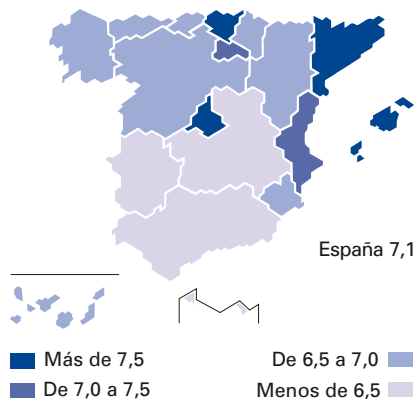 España 7,1
Más de 7,5
De 6,5 a 7,0
De 7,0 a 7,5
Menos de 6,5